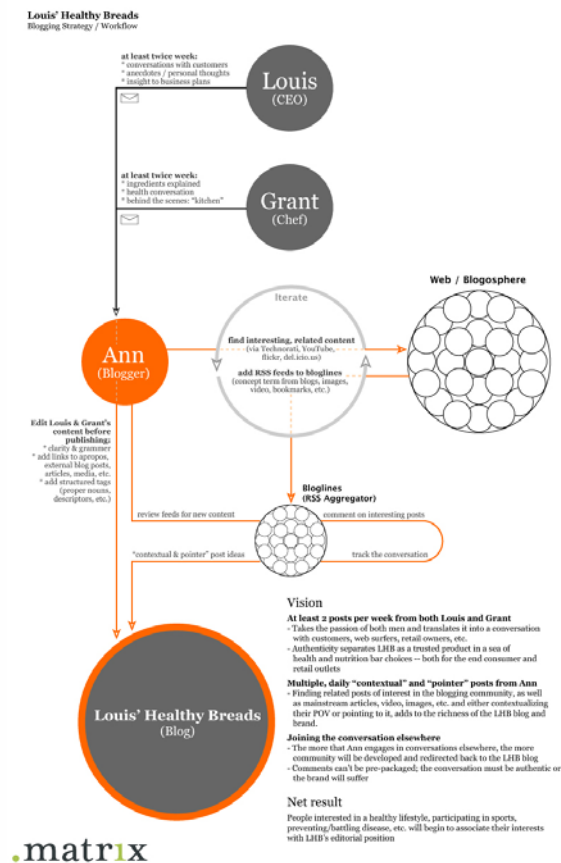 Louis' Healthy Breads
Blogging Strategy / Workflow
at least twice week:
* conversations with customers
* anecdotes / personal thoughts
* insight to business plans
Louis
(CEO)
at least twice week:
* ingredients explained
* health conversation
* behind the scenes: "kitchen"
Grant
(Chef)
Web / Blogosphere
Iterate
find interesting, related content
(via Technorati, YouTube,
flickr, del.icio.us)
add RSS feeds to bloglines
(concept term from blogs, images,
video, bookmarks, etc.)
Ann
(Blogger)
Edit Louis & Grant's
content before
publishing:
* clarity & grammer
* add links to apropos,
external blog posts,
articles, media, etc.
* add structured tags
(proper nouns,
descriptors, etc.)
Bloglines
(RSS Aggregator)
review feeds for new content
comment on interesting posts
"contextual & pointer" post ideas
track the conversation
Louis' Healthy Breads
(Blog)
Vision
At least 2 posts per week from both Louis and Grant
- Takes the passion of both men and translates it into a conversation
with customers, web surfers, retail owners, etc.
- Authenticity separates LHB as a trusted product in a sea of
health and nutrition bar choices -- both for the end consumer and
retail outlets
Multiple, daily "contextual" and "pointer" posts from Ann
- Finding related posts of interest in the blogging community, as well
as mainstream articles, video, images, etc. and either contextualizing
their POV or pointing to it, adds to the richness of the LHB blog and
brand.
Joining the conversation elsewhere
- The more that Ann engages in conversations elsewhere, the more
community will be developed and redirected back to the LHB blog
- Comments can't be pre-packaged; the conversation must be authentic or
the brand will suffer
Net result
People interested in a healthy lifestyle, participating in sports,
preventing/battling disease, etc. will begin to associate their interests
with LHB's editorial position
.matr1x